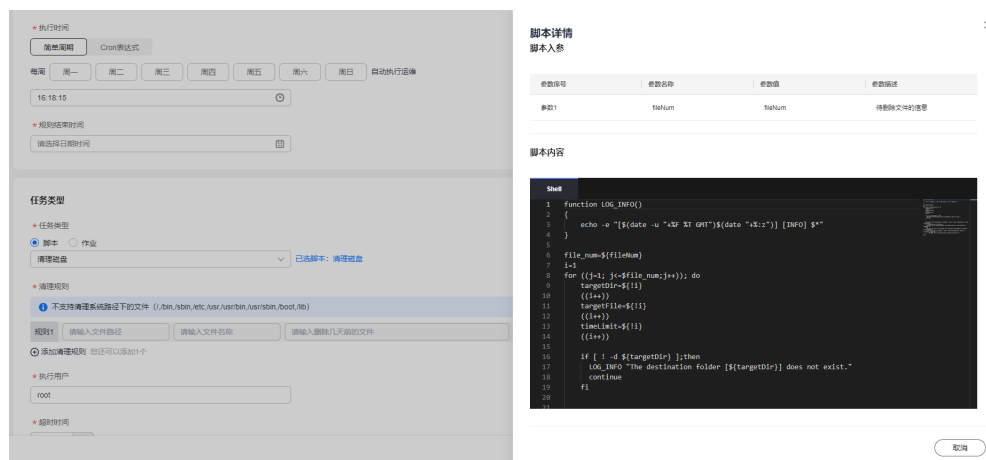 * 执行时间
简单周期 Cron表达式
每周 周一 周二 周三 周四 周五 周六 周日 自动执行运维
16:18:15
* 规则结束时间
请选择日期时间
任务类型
* 任务类型
脚本 作业
清理磁盘 已选脚本：清理磁盘
* 清理规则
不支持清理系统路径下的文件（/,/bin,/sbin,/etc,/usr,/usr/bin,/usr/sbin,/boot,/lib）
规则1 请输入文件路径 请输入文件名称 请输入删除几天前的文件
添加清理规则 您还可以添加1个
* 执行用户
root
* 超时时间
脚本详情
脚本入参
参数序号 参数名称 参数值 参数描述
参数1 fileNum fileNum 待删除文件的信息
脚本内容
Shell
1 function LOG_INFO()
2 {
3 echo -e "[$(date -u "+%F %T GMT")$(date "+%:z")] [INFO] $*"
4 }
5
6 file_num=${fileNum}
7 i=1
8 for ((j=1; j<=$file_num;j++)); do
9 targetDir=${!i}
10 ((i++))
11 targetFile=${!i}
12 ((i++))
13 timeLimit=${!i}
14 ((i++))
15
16 if [ ! -d ${targetDir} ];then
17 LOG_INFO "The destination folder [${targetDir}] does not exist."
18 continue
19 fi
20
21
取消